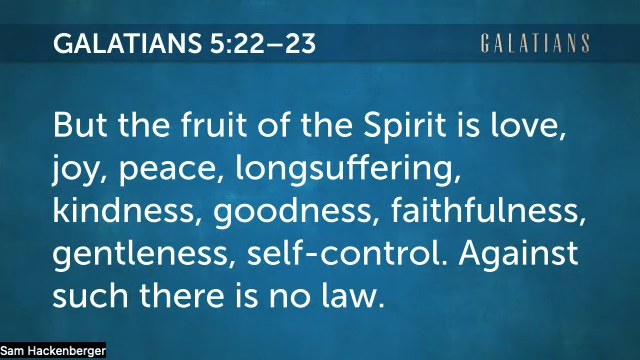 GALATIANS 5:22–23
GALATIANS
But the fruit of the Spirit is love,
joy, peace, longsuffering,
kindness, goodness, faithfulness,
gentleness, self-control. Against
such there is no law.
Sam Hackenberger